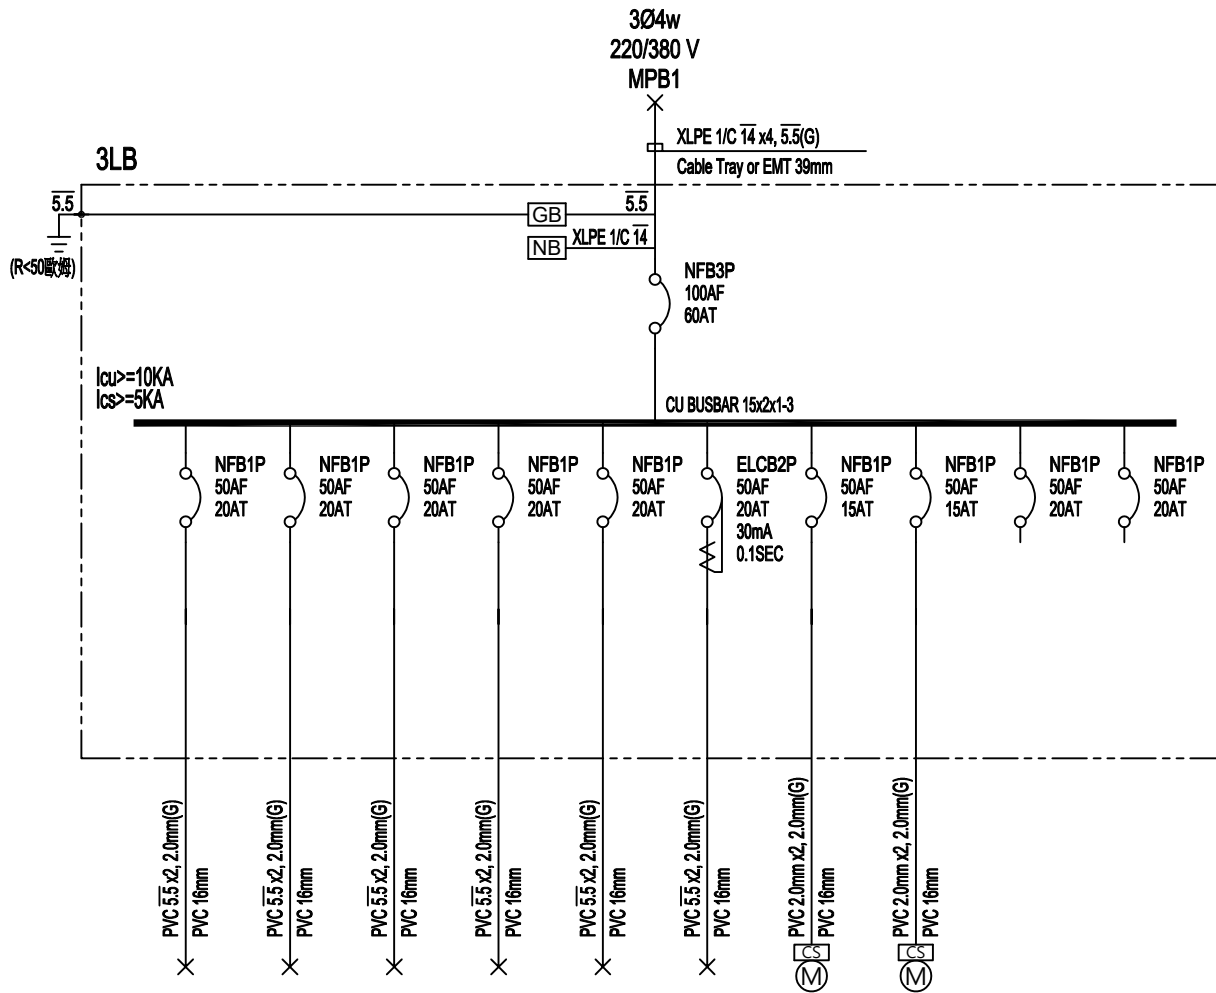 3Ø4w
220/380 V
MPB1
XLPE 1/C 14 x4, 5.5(G)
Cable Tray or EMT 39mm
3LB
5.5
GB
5.5
NB
XLPE 1/C 14
(R<50歐姆)
NFB3P
100AF
60AT
Icu>=10KA
Ics>=5KA
CU BUSBAR 15x2x1-3
NFB1P
50AF
20AT
NFB1P
50AF
20AT
NFB1P
50AF
20AT
NFB1P
50AF
20AT
NFB1P
50AF
20AT
ELCB2P
50AF
20AT
30mA
0.1SEC
NFB1P
50AF
15AT
NFB1P
50AF
15AT
NFB1P
50AF
20AT
NFB1P
50AF
20AT
PVC 5.5 x2, 2.0mm(G)
PVC 16mm
PVC 5.5 x2, 2.0mm(G)
PVC 16mm
PVC 5.5 x2, 2.0mm(G)
PVC 16mm
PVC 5.5 x2, 2.0mm(G)
PVC 16mm
PVC 5.5 x2, 2.0mm(G)
PVC 16mm
PVC 5.5 x2, 2.0mm(G)
PVC 16mm
PVC 2.0mm x2, 2.0mm(G)
PVC 16mm
CS
M
PVC 2.0mm x2, 2.0mm(G)
PVC 16mm
CS
M